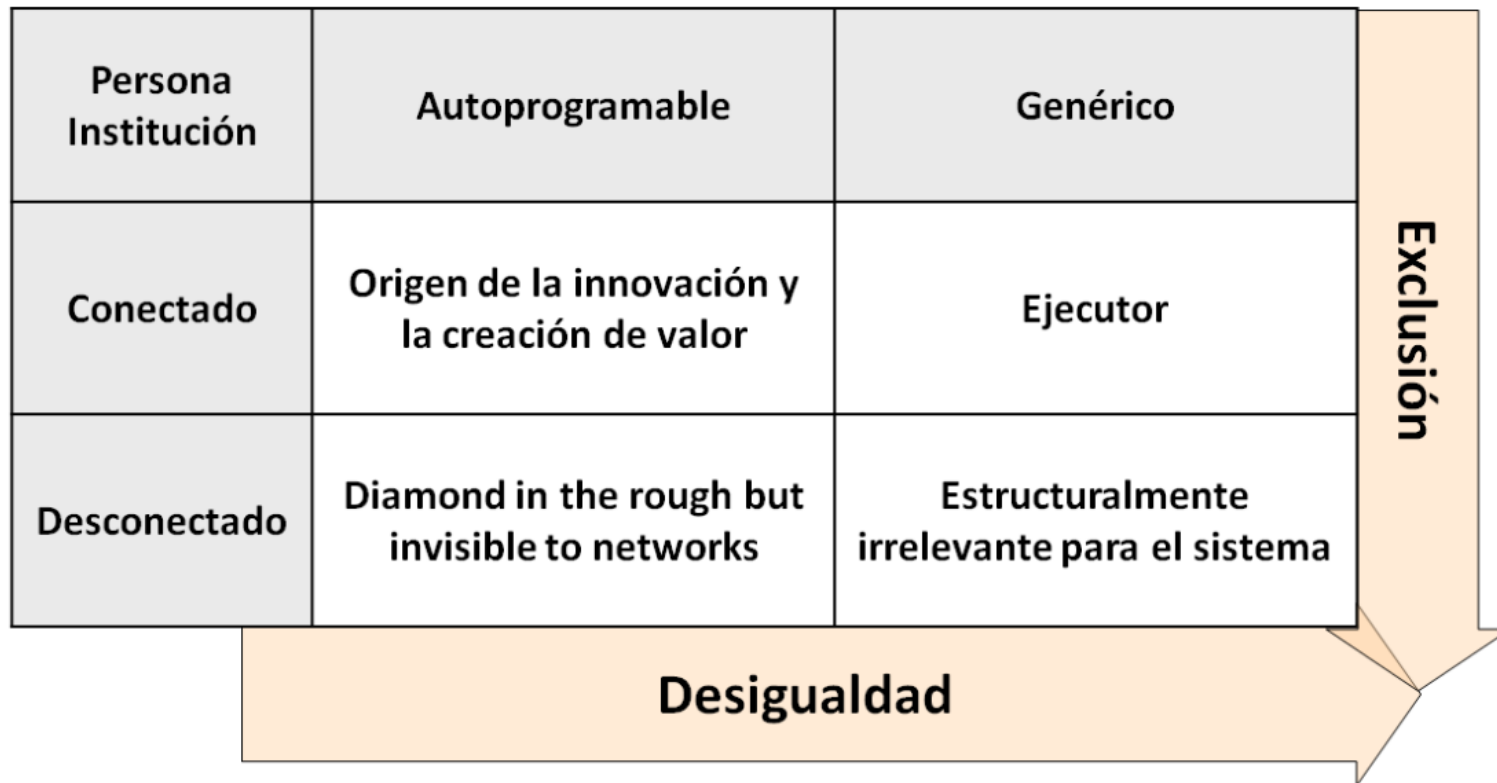 Persona
Institución
Autoprogramable
Genérico
Conectado
Origen de la innovación y
la creación de valor
Ejecutor
Desconectado
Diamond in the rough but
invisible to networks
Estructuralmente
irrelevante para el sistema
Exclusión
Desigualdad